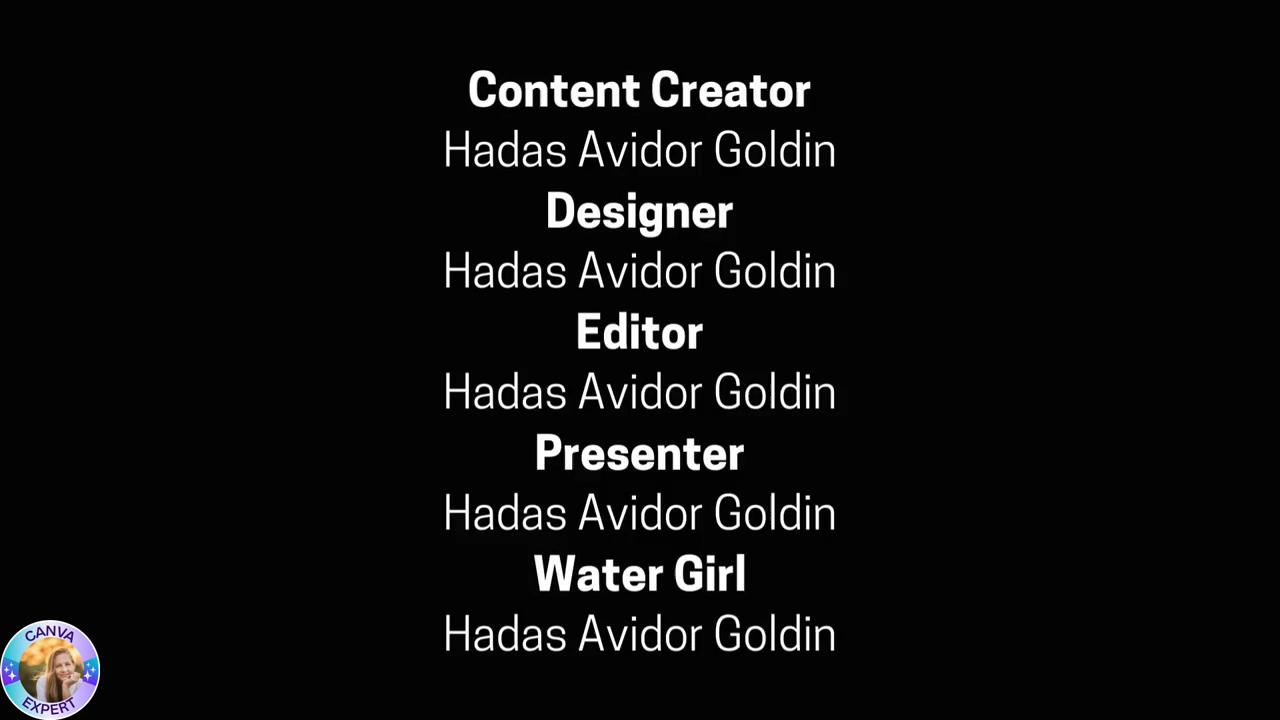 Content Creator
Hadas Avidor Goldin
Designer
Hadas Avidor Goldin
Editor
Hadas Avidor Goldin
Presenter
Hadas Avidor Goldin
Water Girl
Hadas Avidor Goldin
CANVA
EXPERT